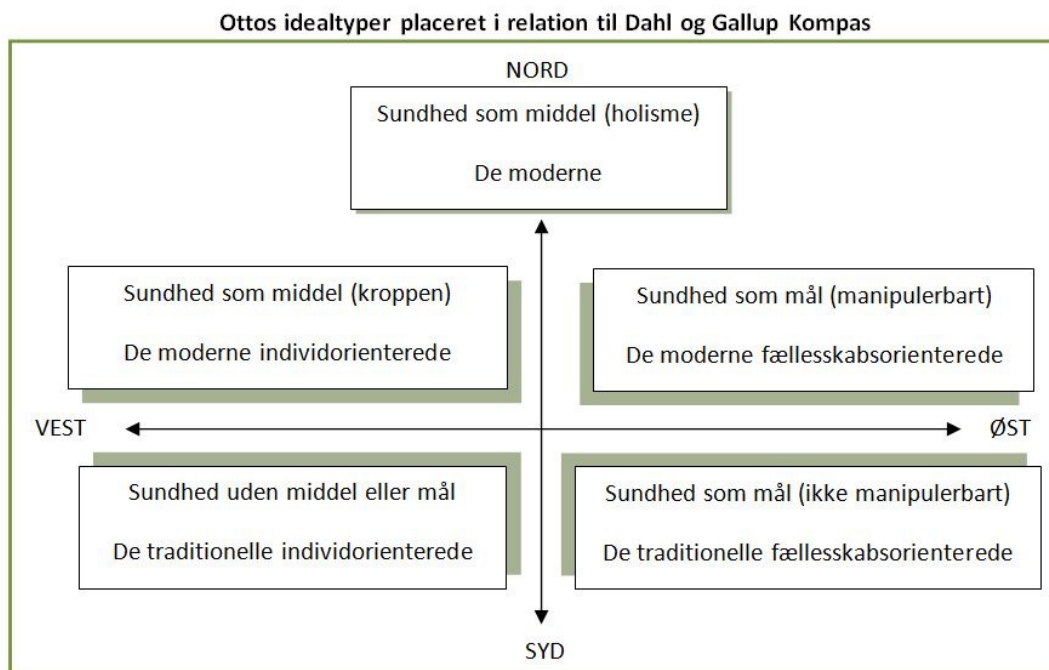 Ottos idealtyper placeret i relation til Dahl og Gallup Kompas
NORD
Sundhed som middel (holisme)
De moderne
Sundhed som middel (kroppen)
De moderne individorienterede
Sundhed som mål (manipulerbart)
De moderne fællesskabsorienterede
VEST
ØST
Sundhed uden middel eller mål
De traditionelle individorienterede
Sundhed som mål (ikke manipulerbart)
De traditionelle fællesskabsorienterede
SYD